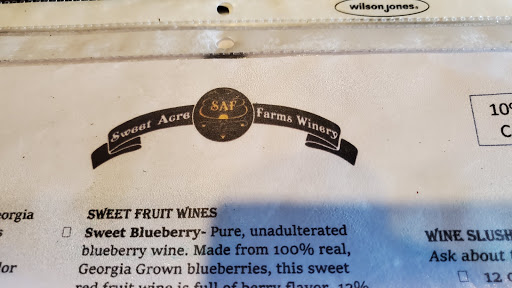 wilson jones®
SAF
Sweet Acre Farms Winery
SWEET FRUIT WINES
Sweet Blueberry- Pure, unadulterated
blueberry wine. Made from 100% real,
Georgia Grown blueberries, this sweet
red fruit wine is full of berry flavor. 12%
WINE SLUSH
Ask about